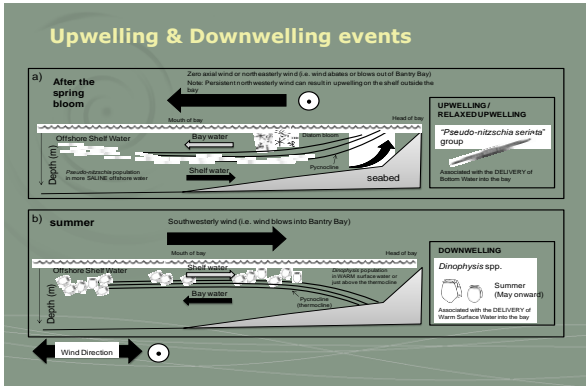 Upwelling & Downwelling events
a)
After the
spring
bloom
Zero axial wind or northeasterly wind (i.e. wind abates or blows out of Bantry Bay)
Note: Persistent northwesterly wind can result in upwelling on the shelf outside the
bay
Mouth of bay
Head of bay
Offshore Shelf Water
Bay water
Diatom bloom
Depth (m)
Pseudo-nitzschia population
in more SALINE offshore water
Shelf water
Pycnocline
seabed
UPWELLING/
RELAXED UPWELLING
"Pseudo-nitzschia seriata"
group
Associated with the DELIVERY of
Bottom Water into the bay
b)
summer
Southwesterly wind (i.e. wind blows into Bantry Bay)
Mouth of bay
Head of bay
Offshore Shelf Water
Shelf water
Dinophysis population
in WARM surface water or
just above the thermocline
Depth (m)
Bay water
Pycnocline
(thermocline)
DOWNWELLING
Dinophysis spp.
Summer
(May onward)
Associated with the DELIVERY of
Warm Surface Water into the bay
Wind Direction